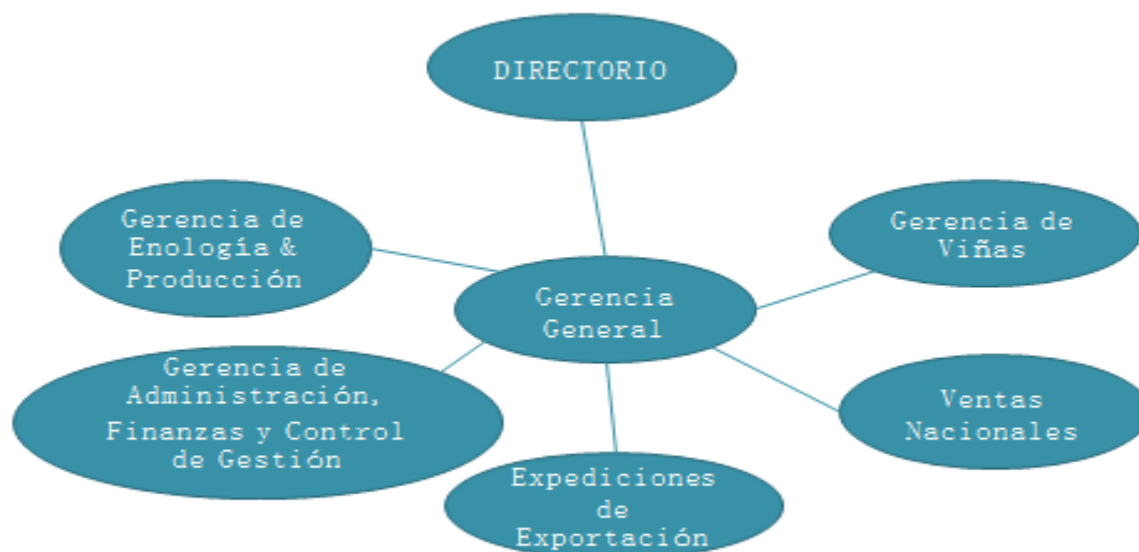 DIRECTORIO
Gerencia de
Enología &
Producción
Gerencia de
Viñas
Gerencia
General
Gerencia de
Administración,
Finanzas y Control
de Gestión
Ventas
Nacionales
Expediciones
de
Exportación